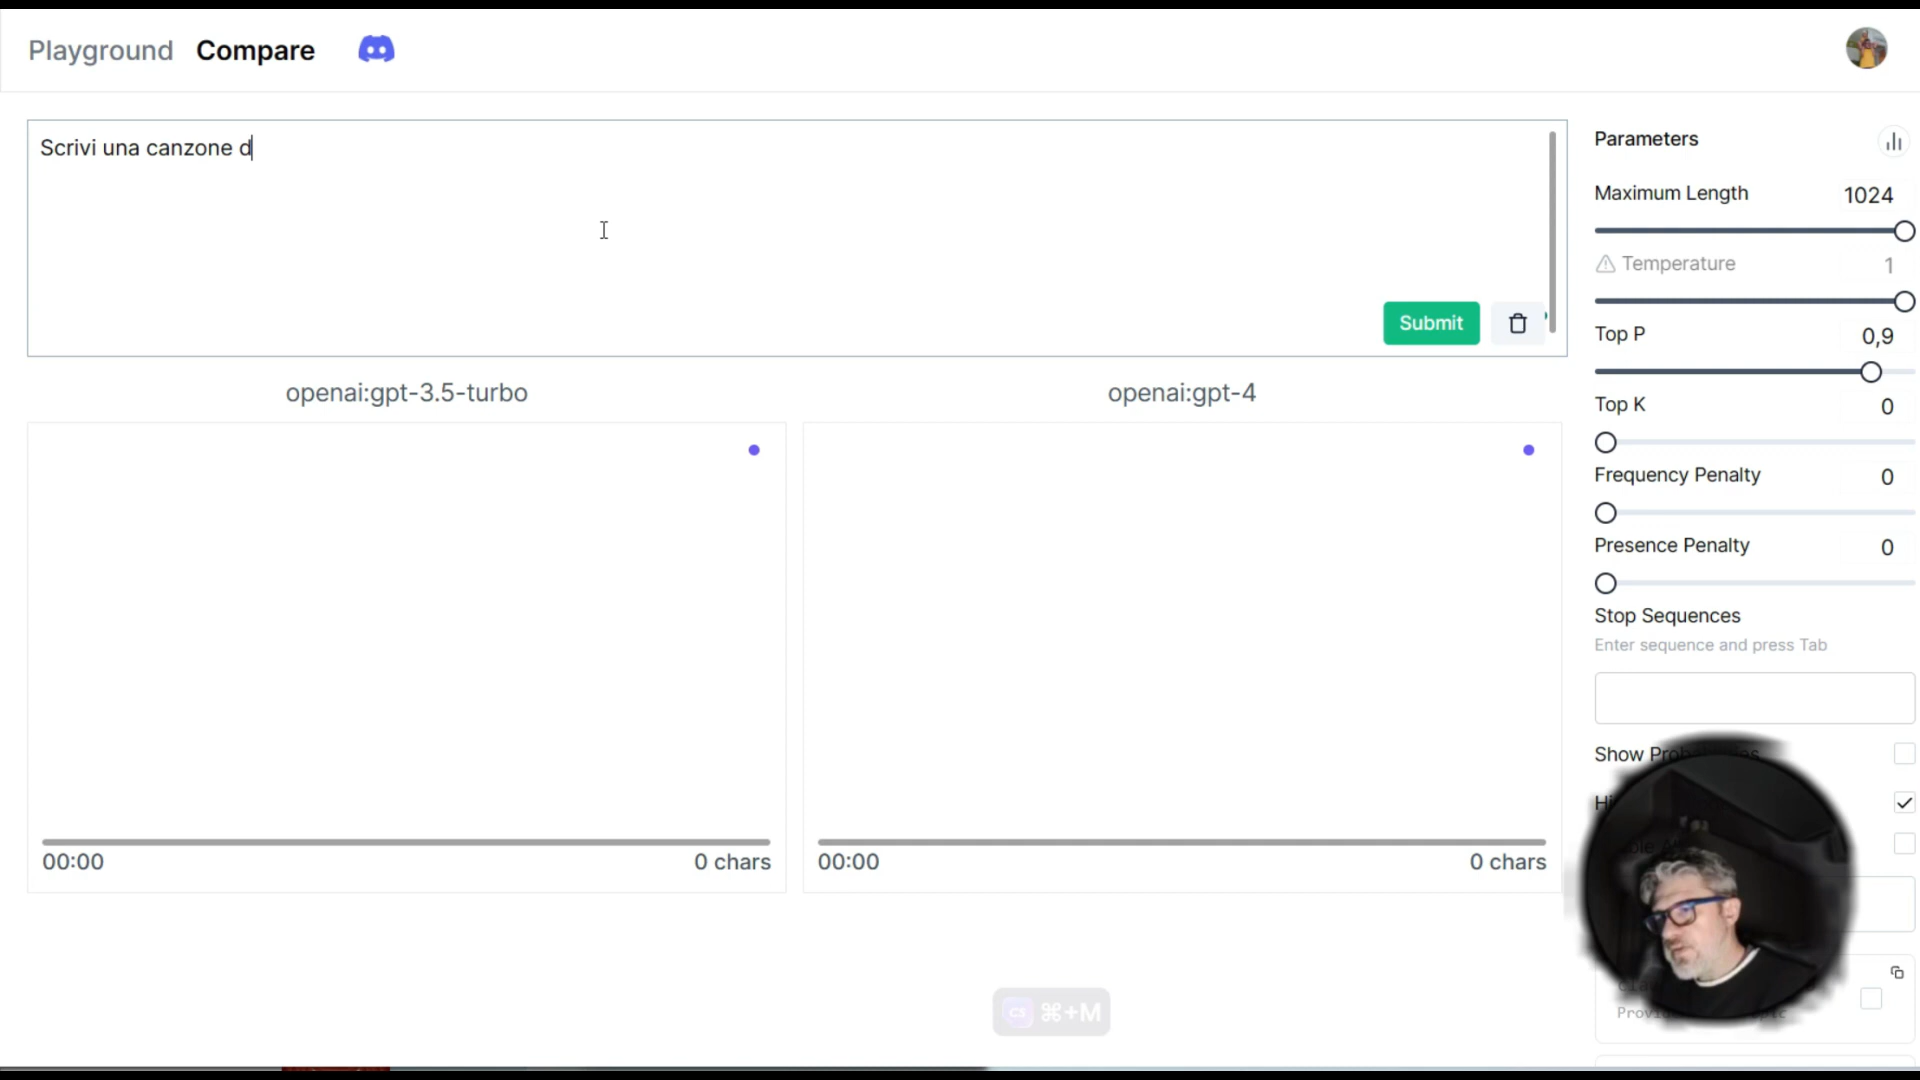 Playground Compare
Scrivi una canzone d
Submit
openai:gpt-3.5-turbo
openai:gpt-4
00:00
0 chars
00:00
0 chars
Parameters
Maximum Length 1024
Temperature 1
Top P 0,9
Top K 0
Frequency Penalty 0
Presence Penalty 0
Stop Sequences
Enter sequence and press Tab
Show
CS ⌘+M